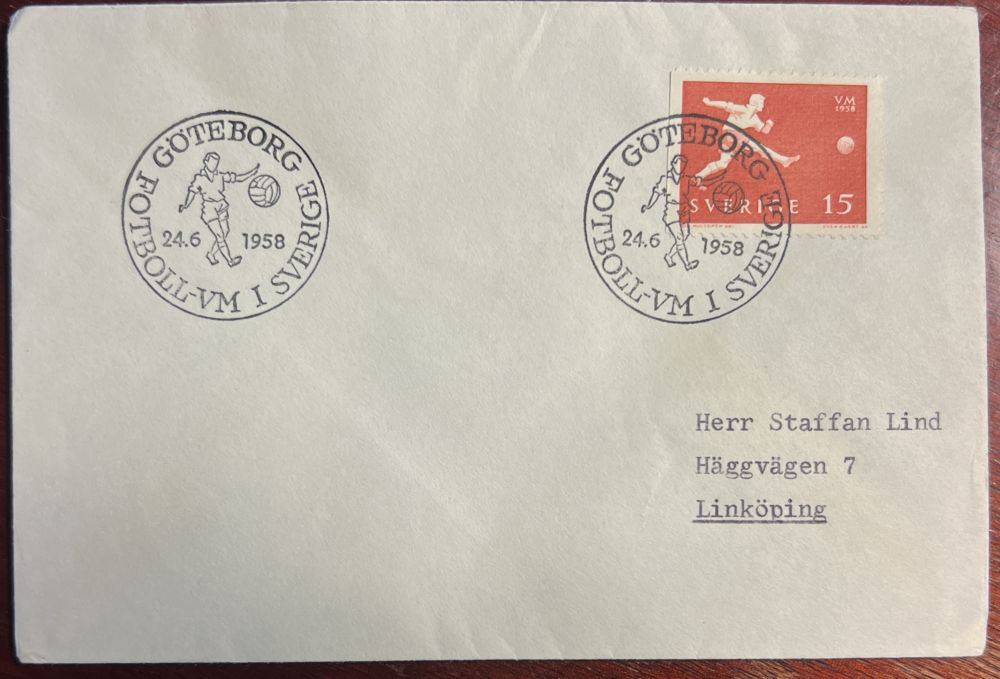 GÖTEBORG
24.6 1958
FOTBOLL-VM I SVERIGE
VM
1958
SVERIGE 15
GÖTEBORG
24.6 1958
FOTBOLL-VM I SVERIGE
Herr Staffan Lind
Häggvägen 7
Linköping